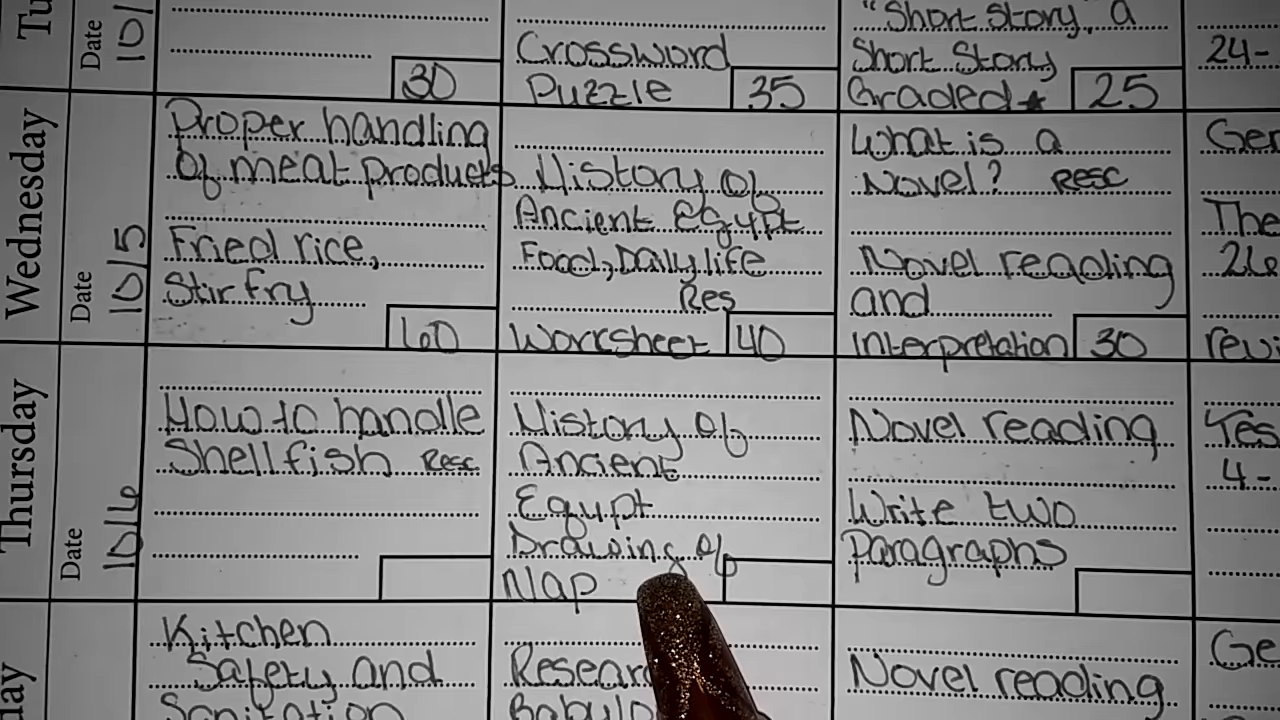 Tu
Date
10/
30
Crossword
Puzzle
35
"Short Story, a
Short Story
Graded★
25
24-
Wednesday
Date
10/5
Proper handling
Of meat products
Fried rice,
Stir fry
60
History of
Ancient Egypt
Food, Daily life
Res
Worksheet
40
What is a
Novel? Resc
Novel reading
and
Interpretation
30
The
Thursday
Date
10/6
How to handle
Shellfish Resc
History of
Ancient
Egypt
Drawing of
Map
Novel reading
Write two
Paragraphs
Yes
4-
day
Kitchen
Safety and
Sanitation
Novel reading
Ge